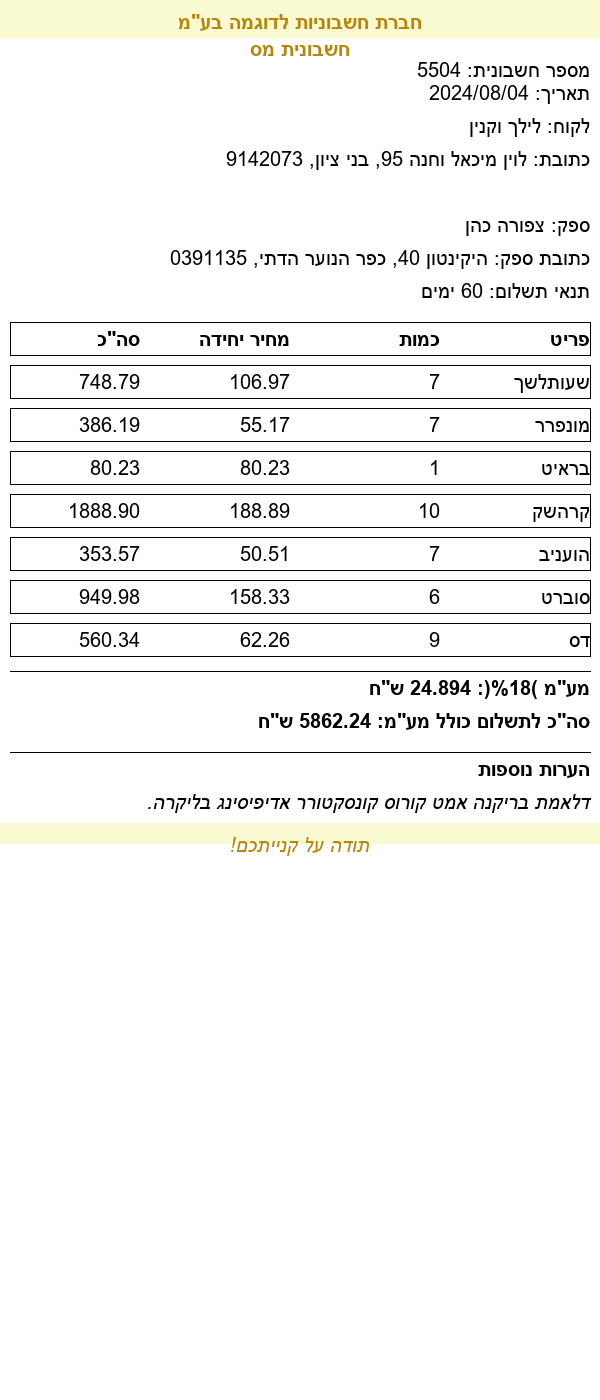 חברת חשבוניות לדוגמה בע"מ
חשבונית מס
מספר חשבונית: 5504
תאריך: 2024/08/04
לקוח: לילך וקנין
כתובת: לוין מיכאל וחנה 95, בני ציון, 9142073
ספק: צפורה כהן
כתובת ספק: היקינטון 40, כפר הנוער הדתי, 0391135
תנאי תשלום: 60 ימים
פריט כמות מחיר יחידה סה"כ
שעותלשך 7 106.97 748.79
מונפרר 7 55.17 386.19
בראיט 1 80.23 80.23
קרהשק 10 188.89 1888.90
הועניב 7 50.51 353.57
סוברט 6 158.33 949.98
דס 9 62.26 560.34
מע"מ )18%(: 24.894 ש"ח
סה"כ לתשלום כולל מע"מ: 5862.24 ש"ח
הערות נוספות
דלאמת בריקנה אמט קורוס קונסקטורר אדיפיסינג בליקרה.
תודה על קנייתכם!